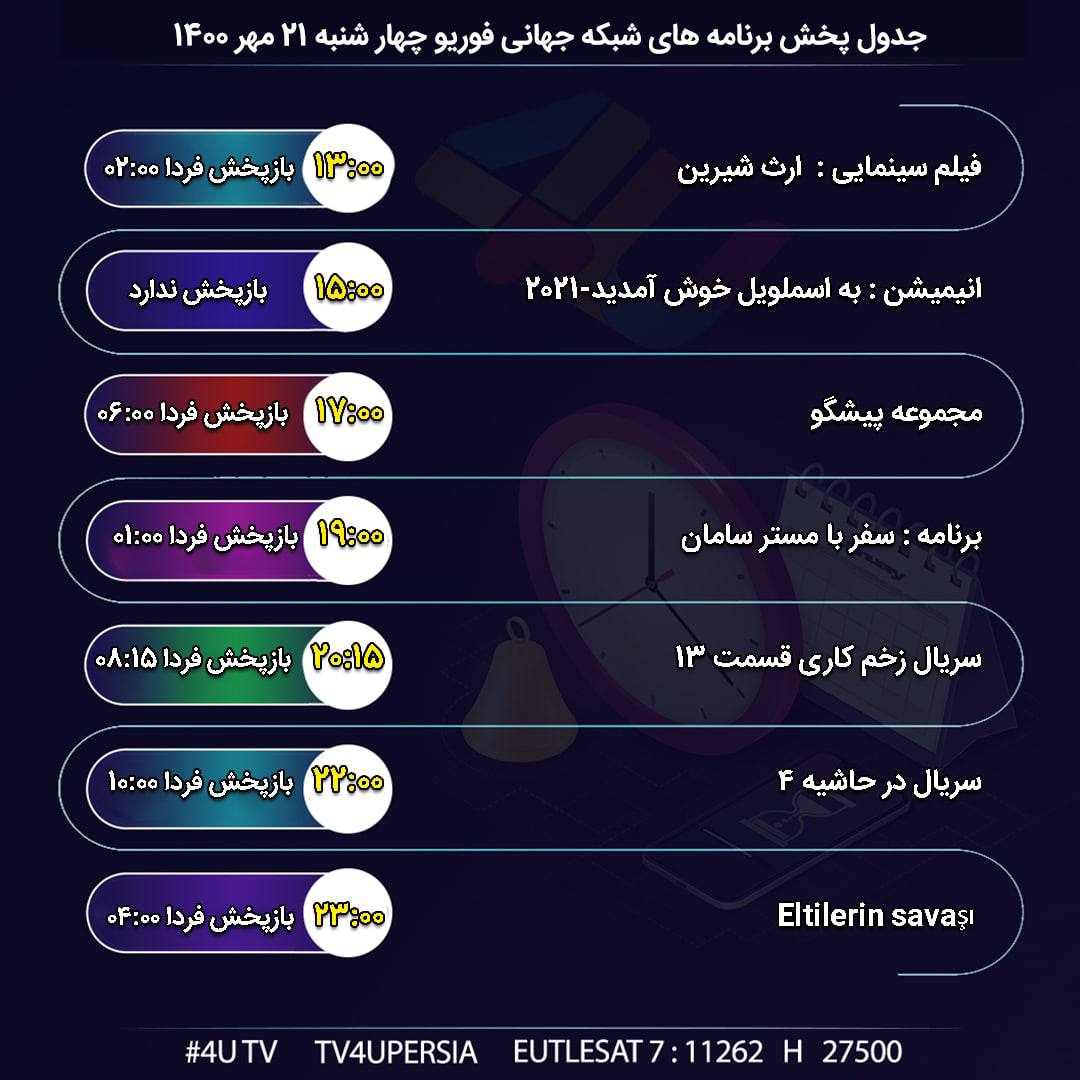 جدول پخش برنامه های شبکه جهانی فوریو چهار شنبه ۲۱ مهر ۱۴۰۰
فیلم سینمایی : ارث شیرین ۱۳:۰۰ بازپخش فردا ۰۲:۰۰
انیمیشن : به اسملویل خوش آمدید-۲۰۲۱ ۱۵:۰۰ بازپخش ندارد
مجموعه پیشگو ۱۷:۰۰ بازپخش فردا ۰۶:۰۰
برنامه : سفر با مستر سامان ۱۹:۰۰ بازپخش فردا ۰۱:۰۰
سریال زخم کاری قسمت ۱۳ ۲۰:۱۵ بازپخش فردا ۰۸:۱۵
سریال در حاشیه ۴ ۲۲:۰۰ بازپخش فردا ۱۰:۰۰
Eltilerin savaşı ۲۳:۰۰ بازپخش فردا ۰۴:۰۰
#4U TV TV4UPERSIA EUTLESAT 7 : 11262 H 27500